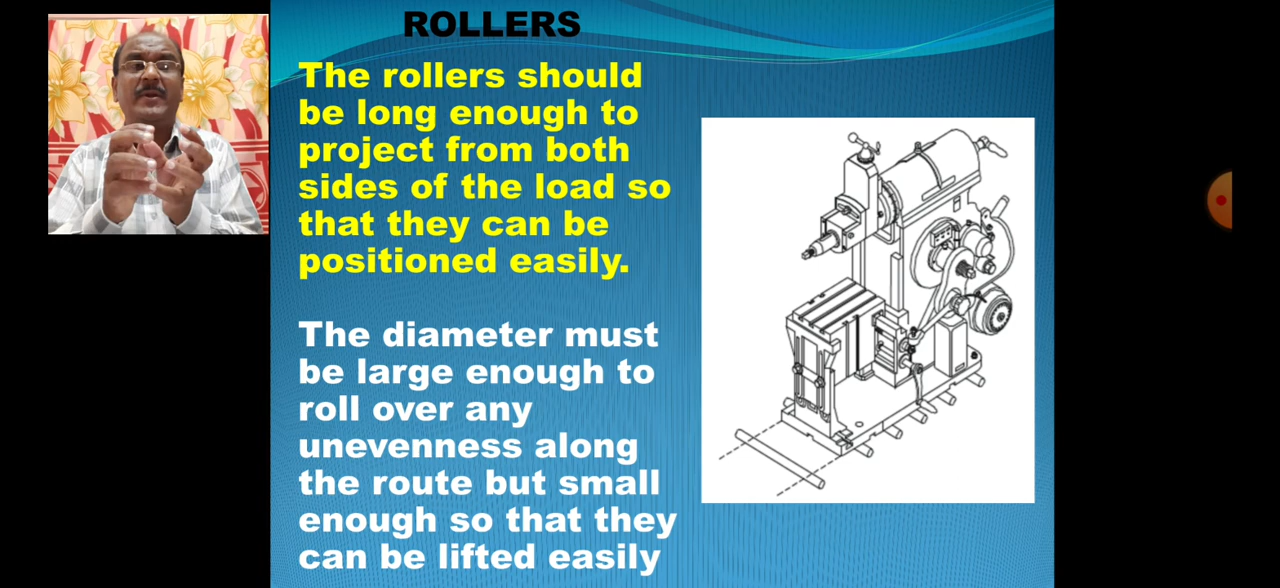 ROLLERS
The rollers should
be long enough to
project from both
sides of the load so
that they can be
positioned easily.
The diameter must
be large enough to
roll over any
unevenness along
the route but small
enough so that they
can be lifted easily